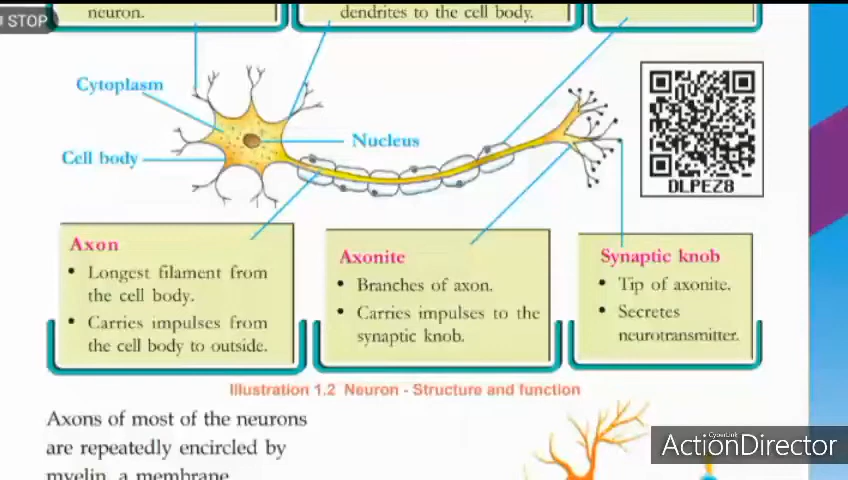 neuron.
dendrites to the cell body.
STOP
Cytoplasm
Nucleus
Cell body
DLPEZ8
Axon
• Longest filament from
the cell body.
• Carries impulses from
the cell body to outside.
Axonite
• Branches of axon.
• Carries impulses to the
synaptic knob.
Synaptic knob
• Tip of axonite.
• Secretes
neurotransmitter.
Illustration 1.2 Neuron - Structure and function
Axons of most of the neurons
are repeatedly encircled by
myelin, a membrane
CyberLink
ActionDirector